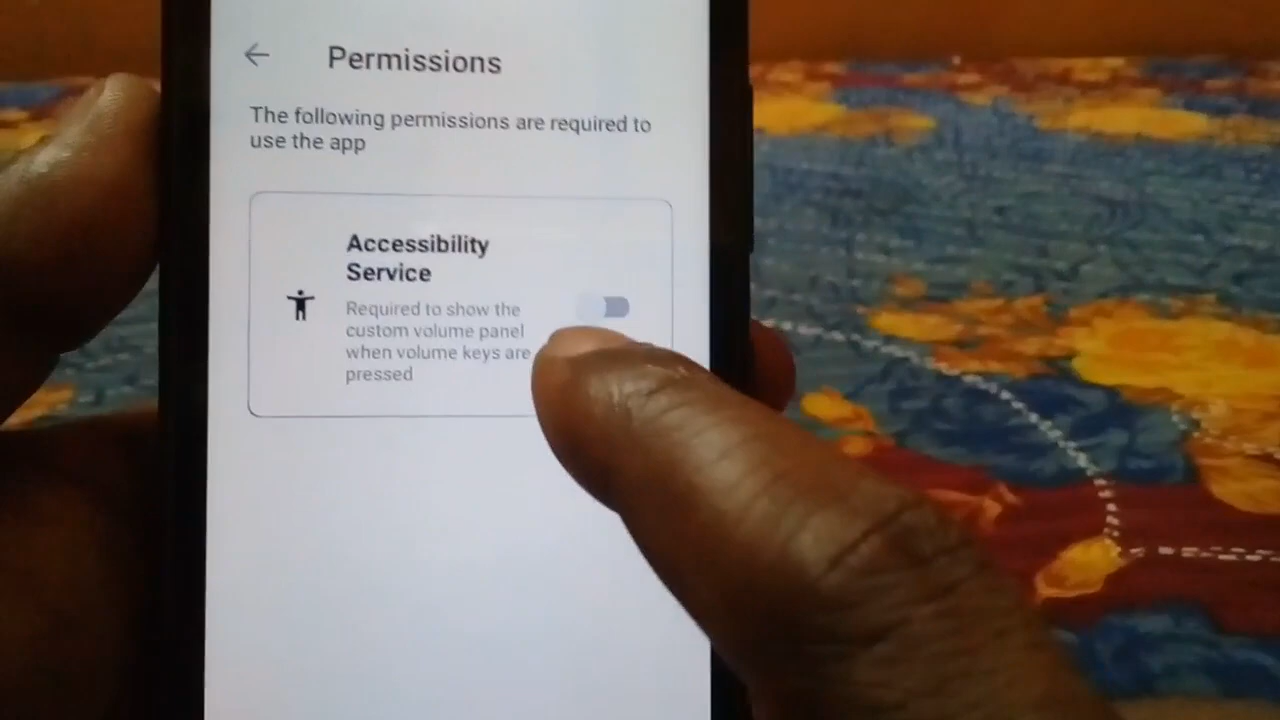 Permissions
The following permissions are required to
use the app
Accessibility
Service
Required to show the
custom volume panel
when volume keys are
pressed